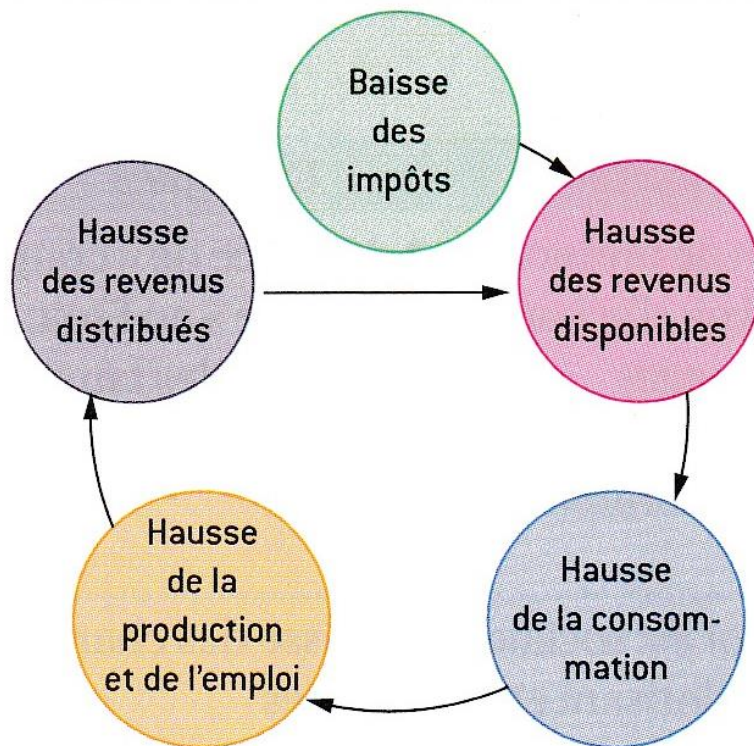 Baisse
des
impôts
Hausse
des revenus
disponibles
Hausse
de la consom-
mation
Hausse
de la
production
et de l'emploi
Hausse
des revenus
distribués